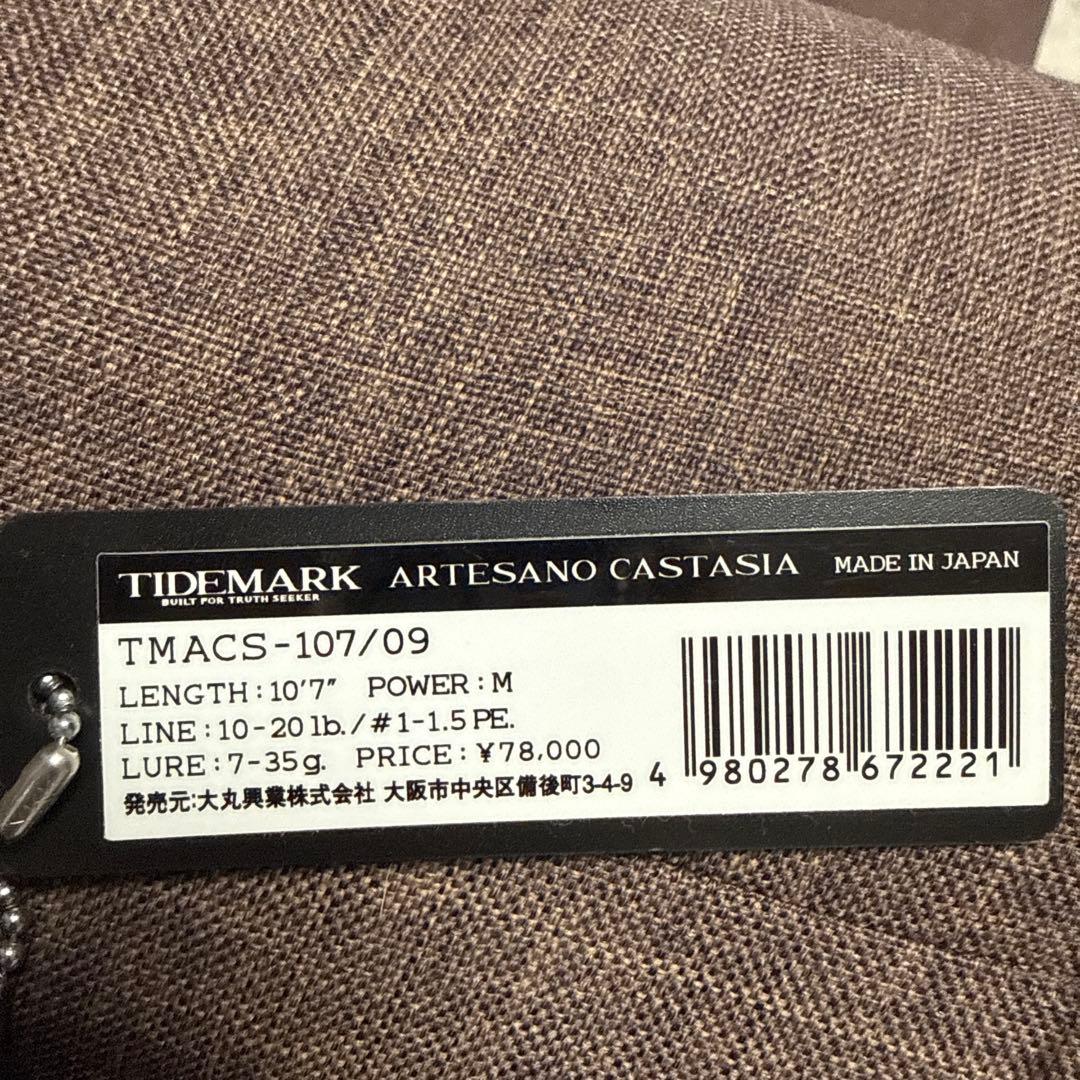 TIDEMARK ARTESANO CASTASIA MADE IN JAPAN
BUILT FOR TRUTH SEEKER
TMACS-107/09
LENGTH:10'7" POWER:M
LINE:10-20lb./#1-1.5PE.
LURE:7-35g. PRICE:¥78,000
発売元:大丸興業株式会社 大阪市中央区備後町3-4-9
4 980278 672221